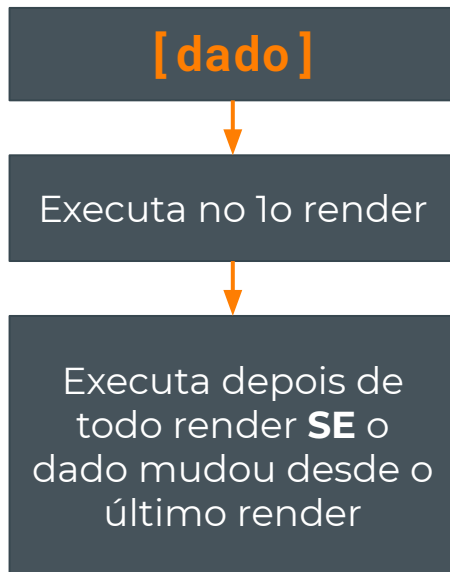 [dado]
Executa no 1o render
Executa depois de
todo render SE o
dado mudou desde o
último render